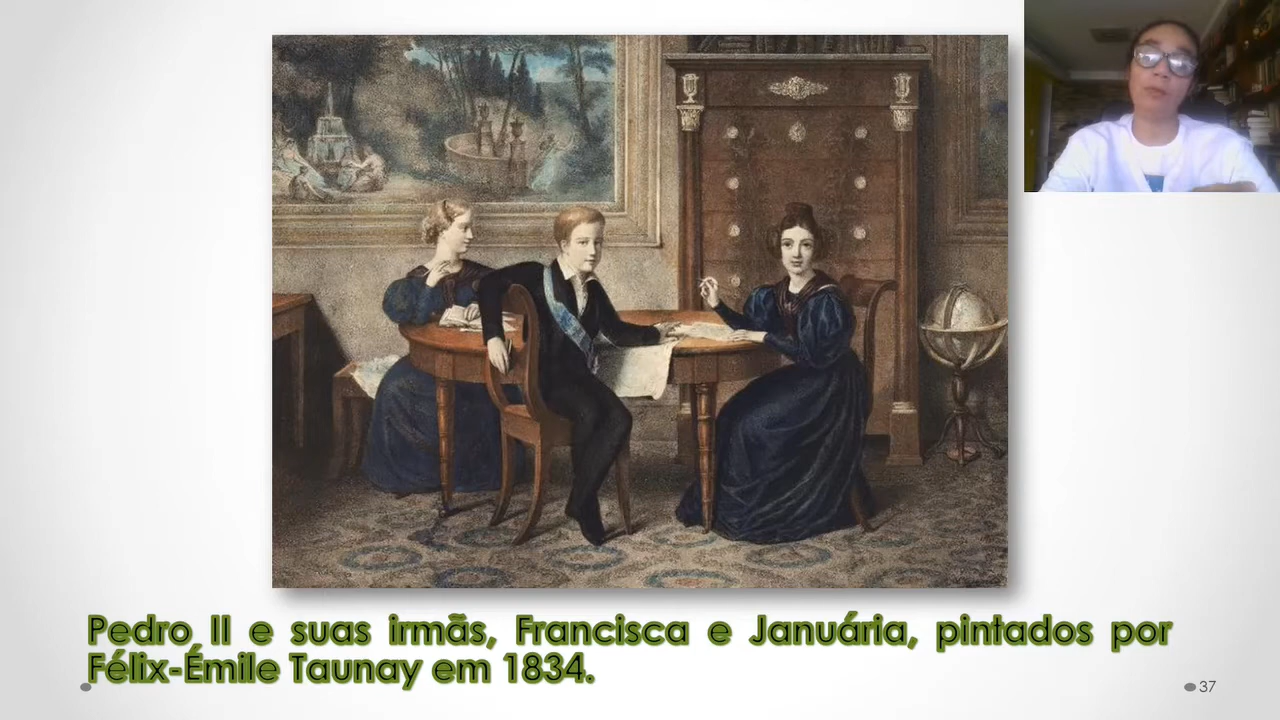 Pedro II e suas irmãs, Francisca e Januária, pintados por
Félix-Émile Taunay em 1834.
37